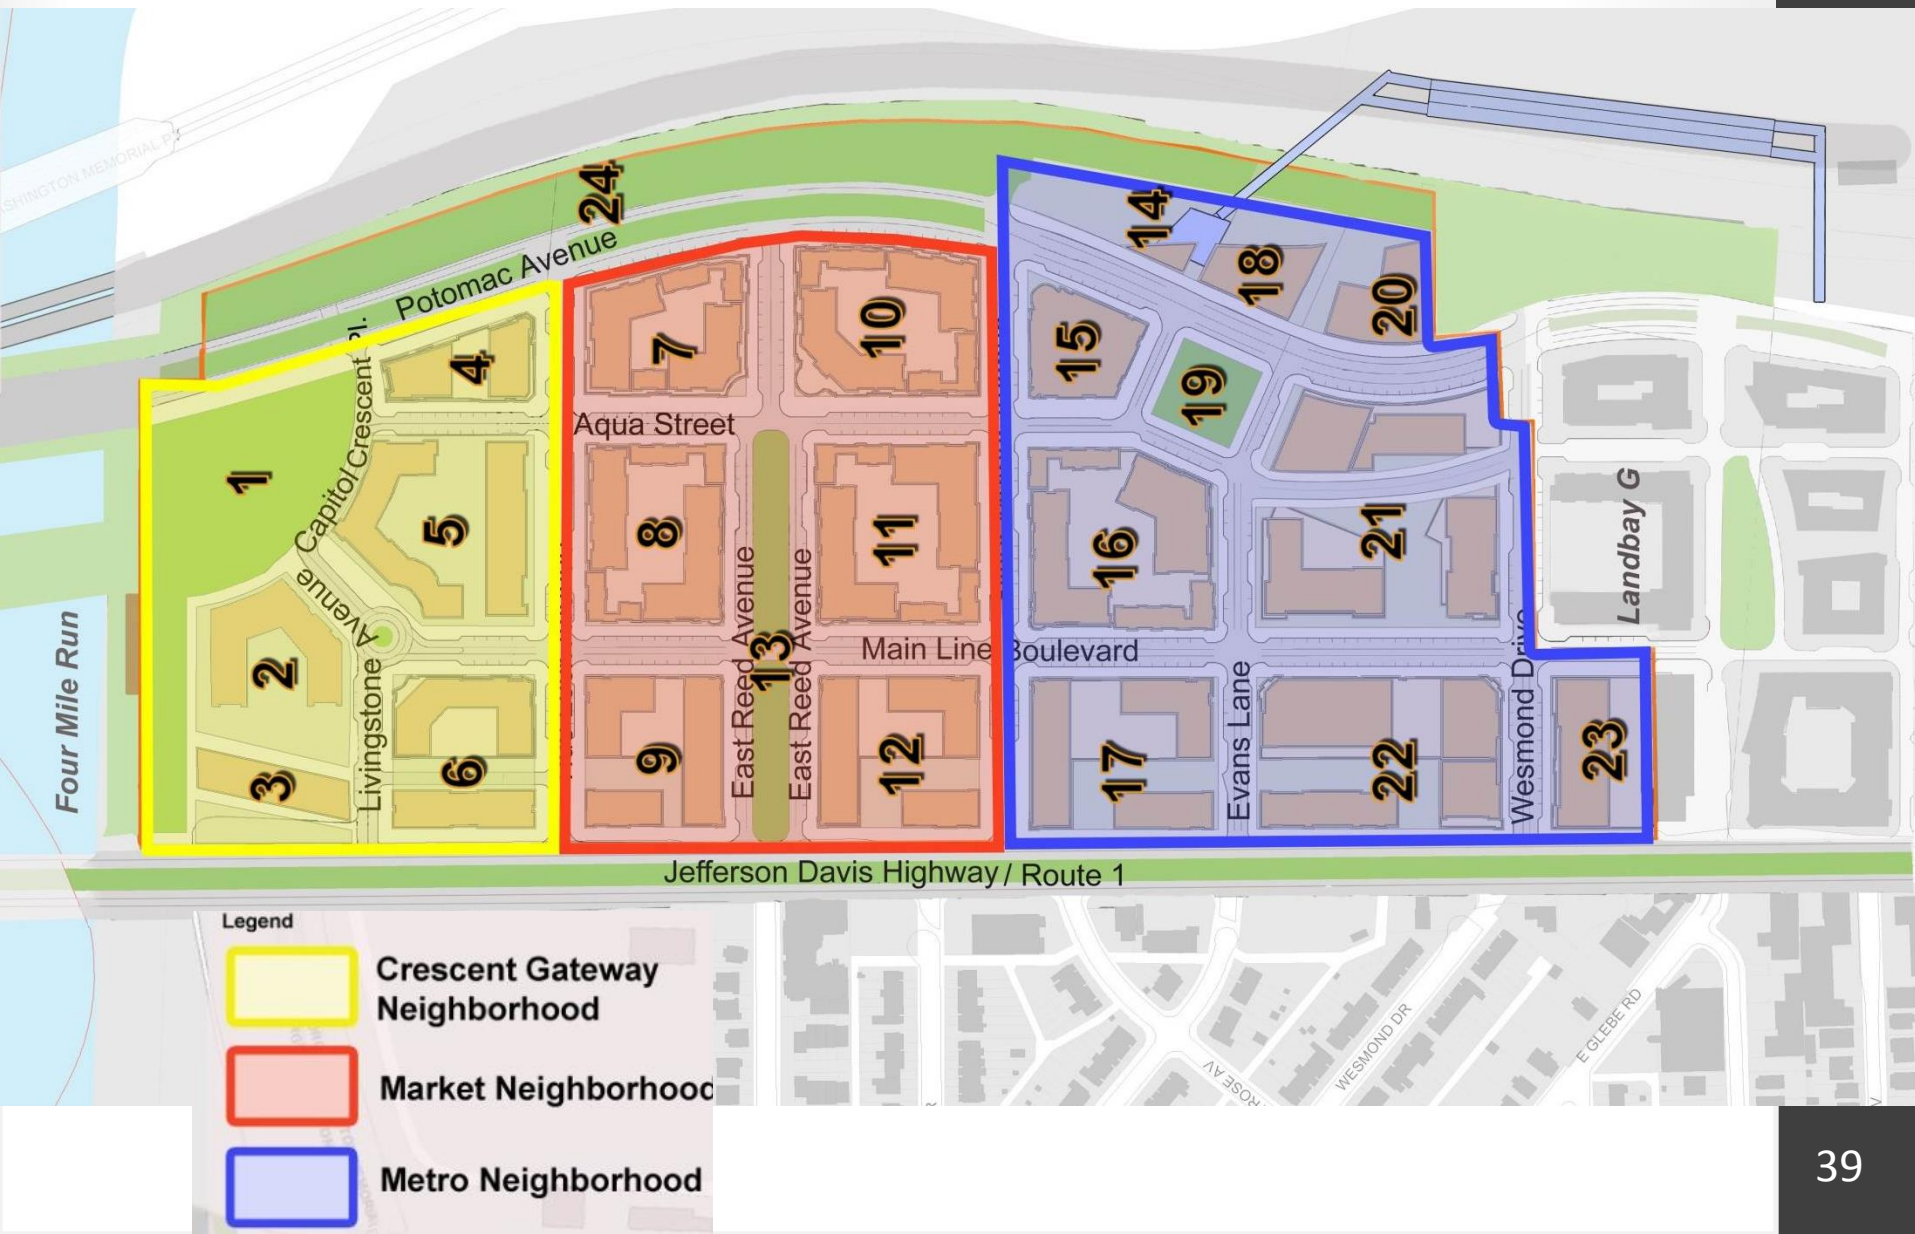 24
14
18
20
WASHINGTON MEMORIAL
Potomac Avenue
Capitol Crescent Pl.
4
7
10
15
19
Aqua Street
1
5
8
11
16
21
Landbay G
Four Mile Run
2
3
Livingstone Avenue
6
9
East Reed Avenue
13
East Reed Avenue
12
Main Line Boulevard
17
Evans Lane
22
Wesmond Drive
23
Jefferson Davis Highway / Route 1
WESMOND DR
E GLEBE RD
Legend
Crescent Gateway
Neighborhood
Market Neighborhood
Metro Neighborhood
39